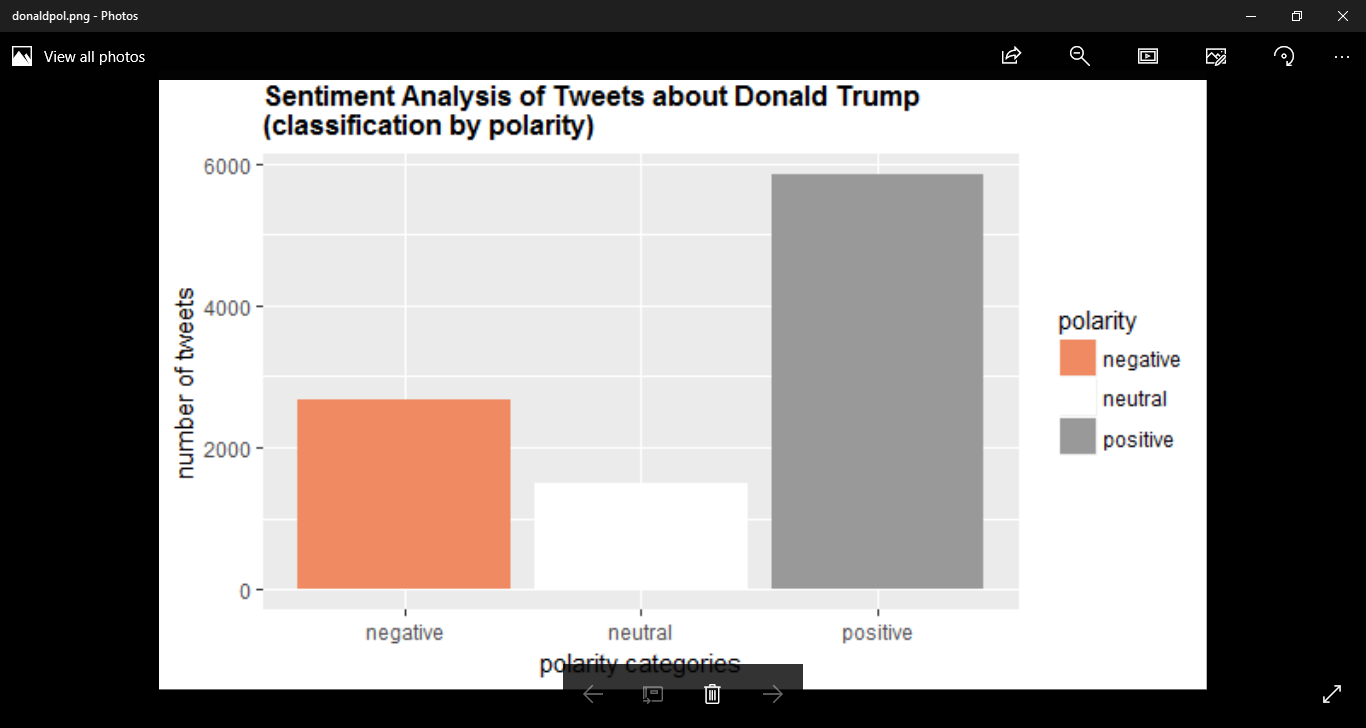 donaldpol.png - Photos
View all photos
Sentiment Analysis of Tweets about Donald Trump
(classification by polarity)
number of tweets
6000
4000
2000
0
negative
neutral
positive
polarity categories
polarity
negative
neutral
positive